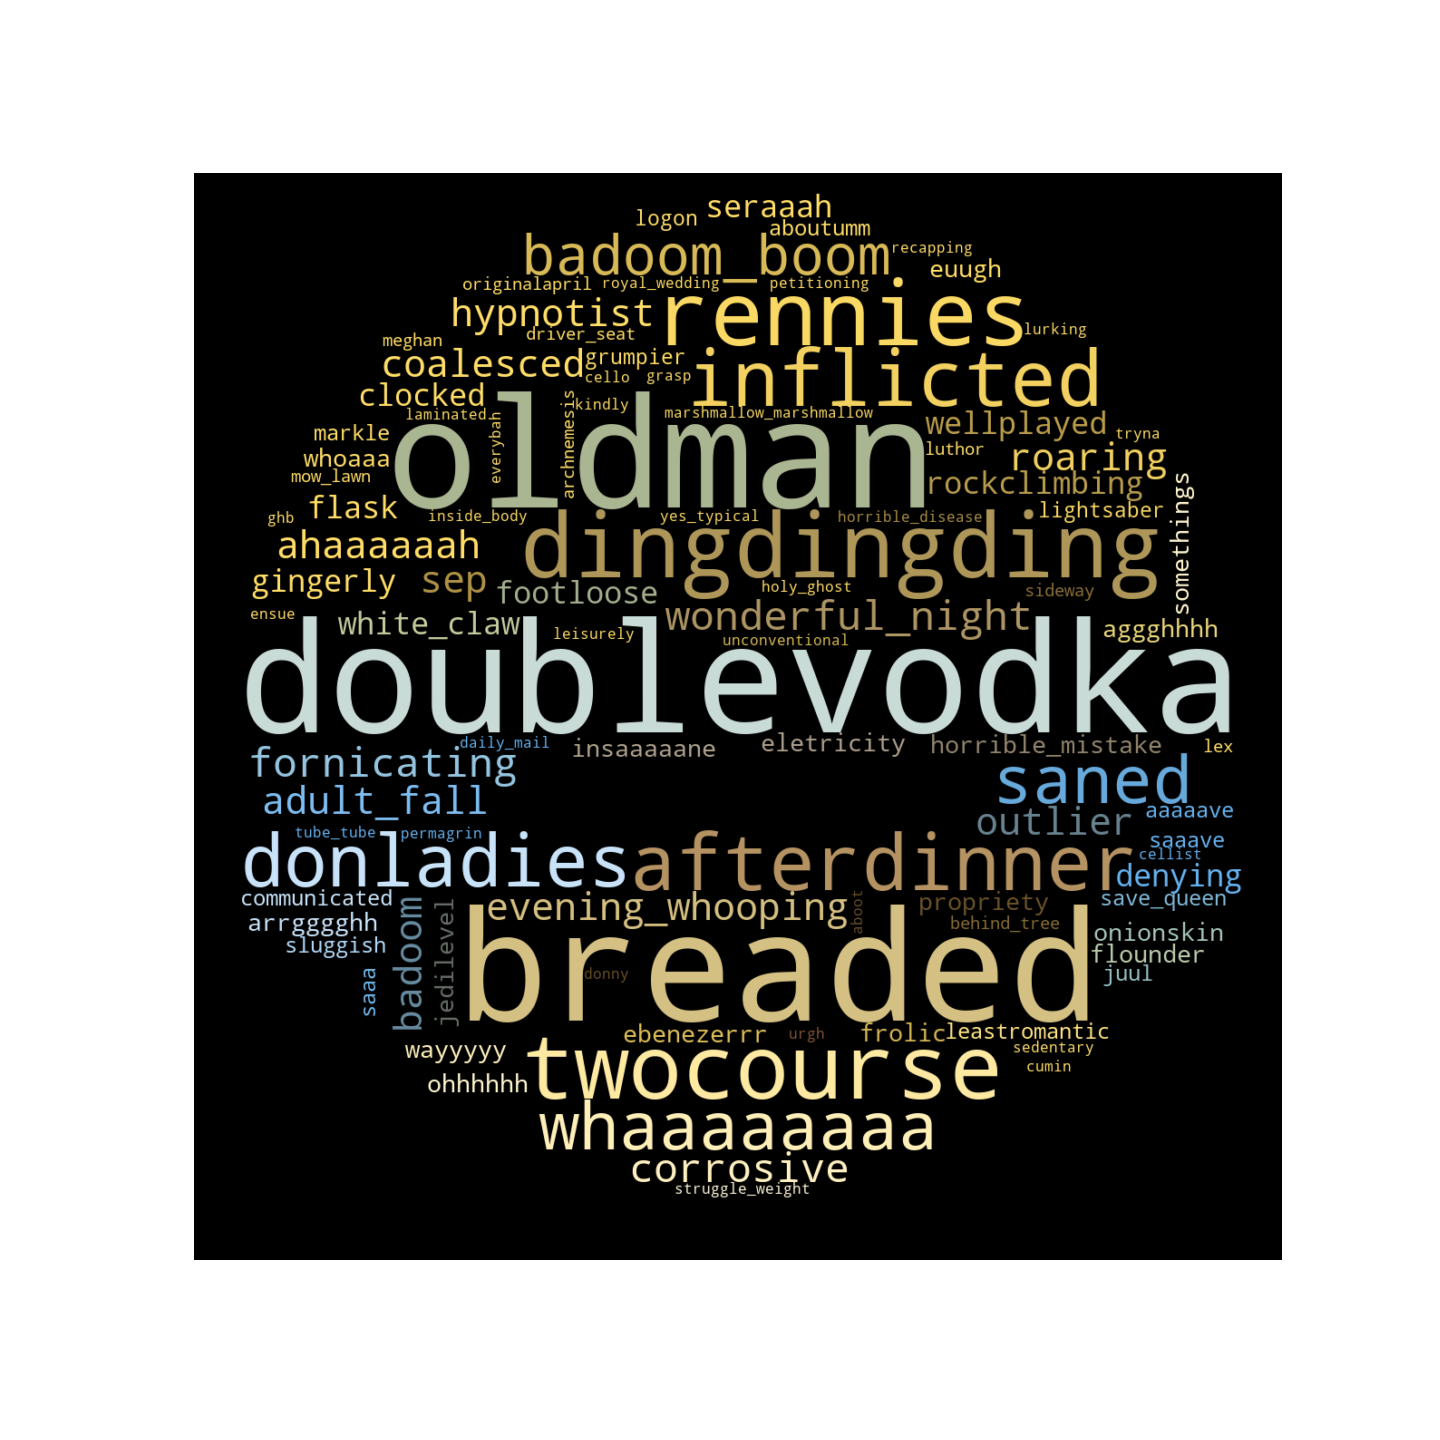 seraaah
logon
aboutumm
badoom_boom
recapping
euugh
originalapril
royal_wedding
petitioning
hypnotist
rennies
lurking
driver_seat
meghan
coalesced
grumpier
inflicted
cello
grasp
clocked
laminated
kindly
marshmallow_marshmallow
wellplayed
tryna
markle
oldman
everybah
archnemesis
luthor
whoaaa
roaring
mow_lawn
rockclimbing
somethings
flask
lightsaber
ghb
inside_body
yes_typical
horrible_disease
ahaaaaaah
dingdingding
gingerly
sep
footloose
holy_ghost
sideway
ensue
white_claw
wonderful_night
leisurely
unconventional
aggghhhh
doublevodka
daily_mail
insaaaaane
eletricity
horrible_mistake
lex
fornicating
saned
adult_fall
outlier
aaaaave
tube_tube
permagrin
saaave
donladies
afterdinner
cellist
denying
communicated
evening_whooping
aboot
propriety
save_queen
arrgggghh
badoom
jedilevel
behind_tree
onionskin
sluggish
breaded
flounder
saaa
donny
juul
ebenezerrr
urgh
frolic
leastromantic
wayyyyy
twocourse
sedentary
cumin
ohhhhhh
whaaaaaaaa
corrosive
struggle_weight